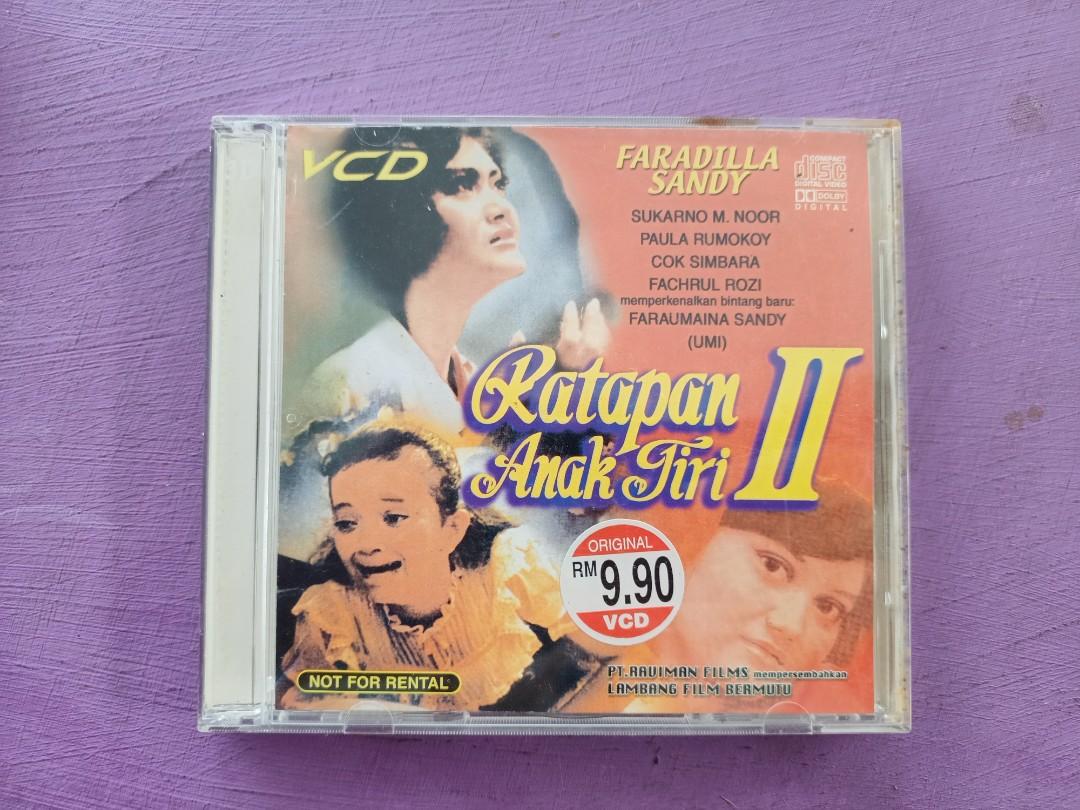 VCD
FARADILLA
SANDY
COMPACT
disc
DIGITAL VIDEO
DOLBY
DIGITAL
SUKARNO M. NOOR
PAULA RUMOKOY
COK SIMBARA
FACHRUL ROZI
memperkenalkan bintang baru:
FARAUMAINA SANDY
(UMI)
Ratapan
Anak Tiri II
ORIGINAL
RM 9.90
VCD
NOT FOR RENTAL
PT. RAVIMAN FILMS mempersembahkan
LAMBANG FILM BERMUTU